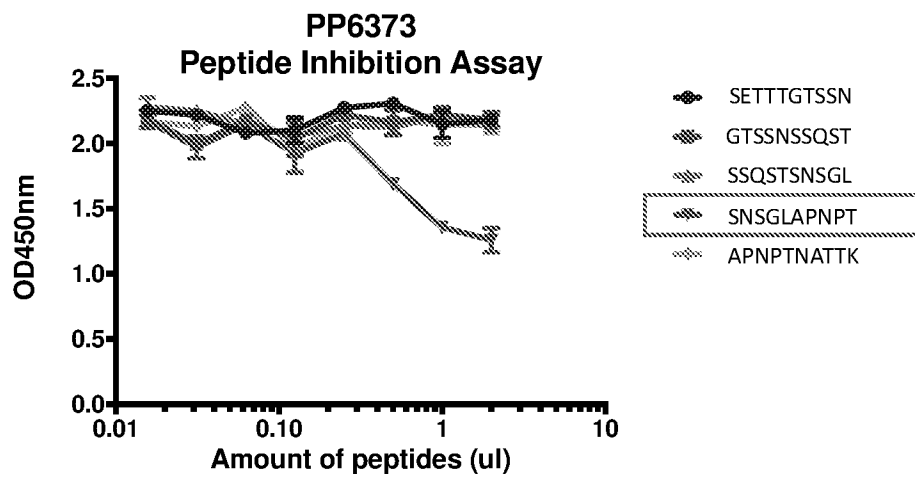 PP6373
Peptide Inhibition Assay
2.5
2.0
1.5
1.0
0.5
0.0
OD450nm
0.01
0.10
1
10
Amount of peptides (ul)
SETTTGTSSN
GTSSNSSQST
SSQSTSNSGL
SNSGLAPNPT
APNPTNATTK